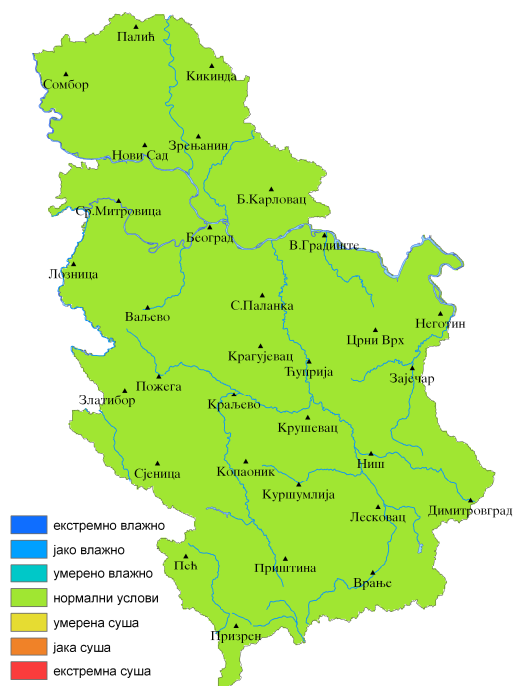 Палић
Кикинда
Сомбор
Зрењанин
Нови Сад
Б.Карловац
Ср.Митровица
Београд
В.Градиште
Лозница
С.Паланка
Ваљево
Неготин
Црни Врх
Крагујевац
Ћуприја
Зајечар
Пожега
Златибор
Краљево
Крушевац
Ниш
Сјеница
Копаоник
Куршумлија
Димитровград
Лесковац
Пећ
Приштина
Врање
Призрен
екстремно влажно
јако влажно
умерено влажно
нормални услови
умерена суша
јака суша
екстремна суша